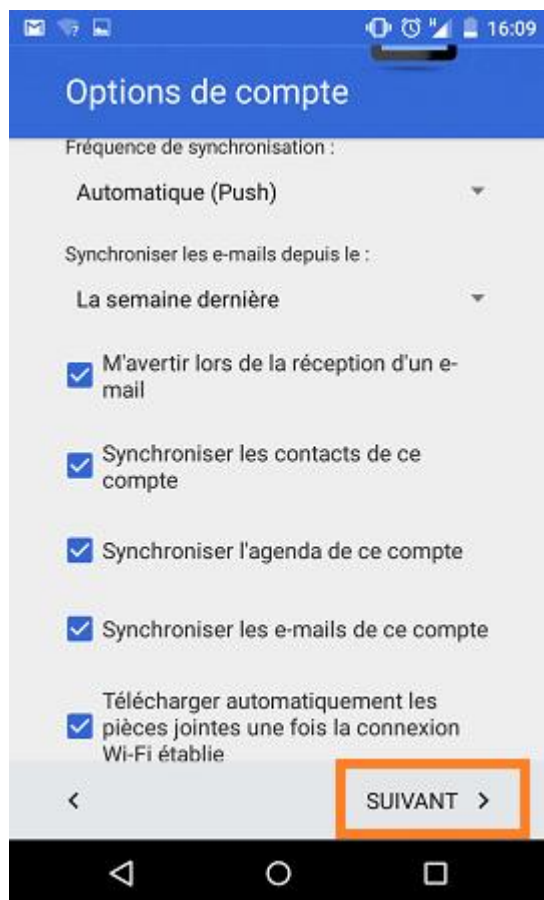 16:09
Options de compte
Fréquence de synchronisation :
Automatique (Push)
Synchroniser les e-mails depuis le :
La semaine dernière
M'avertir lors de la réception d'un e-
mail
Synchroniser les contacts de ce
compte
Synchroniser l'agenda de ce compte
Synchroniser les e-mails de ce compte
Télécharger automatiquement les
pièces jointes une fois la connexion
Wi-Fi établie
SUIVANT